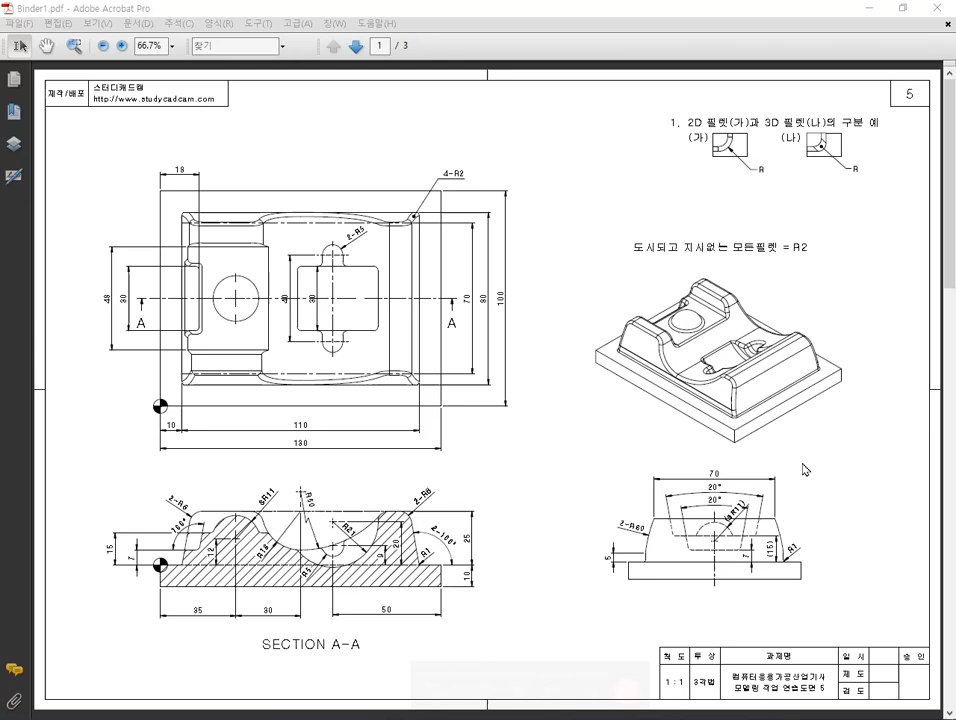 Binder1.pdf - Adobe Acrobat Pro
파일(F) 편집(E) 보기(V) 문서(D) 주석(C) 양식(R) 도구(T) 고급(A) 창(W) 도움말(H)
66.7% 찾기 1 / 3
제작/배포
스터디캐드캠
http://www.studycadcam.com
5
1. 2D 필렛(가)과 3D 필렛(나)의 구분 예
(가) (나)
R R
도시되고 지시없는 모든필렛 = R2
18
4-R2
2-R5
48
30
40
30
70
80
100
A A
10
110
130
2-R6
100°
SR11
R50
2-R8
15
7
12
R16
R5
R21
9
20
R1
2-100°
25
10
35
30
50
SECTION A-A
70
20°
20°
(SR11)
2-R60
5
7
(15)
R1
척 도 투 상 과제명 일 시 승 인
1 : 1 3각법
컴퓨터응용가공산업기사
모델링 작업 연습도면 5
제 도
검 도